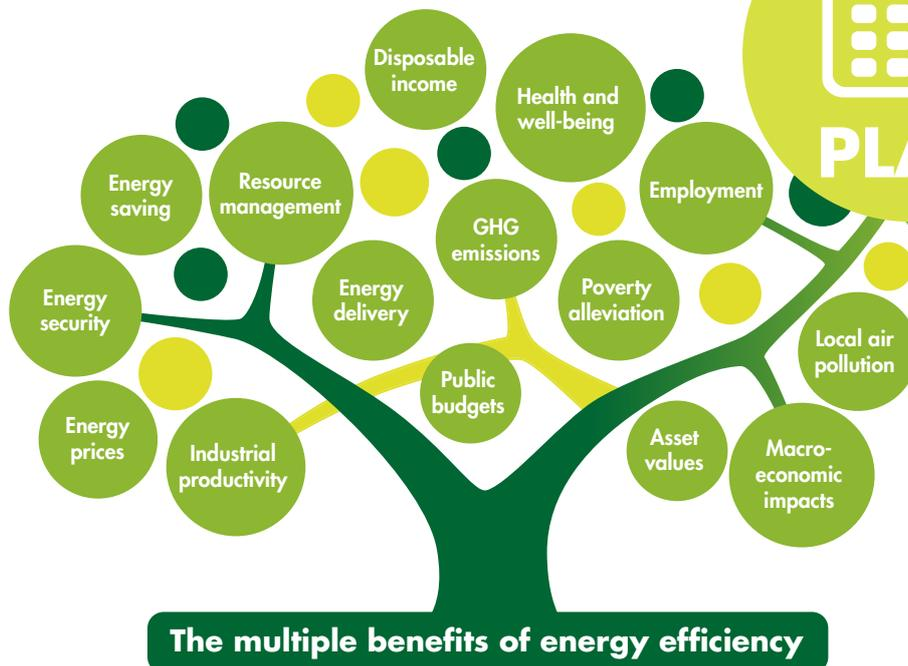 Disposable
income
Health and
well-being
Energy
saving
Resource
management
Employment
GHG
emissions
Energy
security
Energy
delivery
Poverty
alleviation
Local air
pollution
Public
budgets
Energy
prices
Industrial
productivity
Asset
values
Macro-
economic
impacts
The multiple benefits of energy efficiency